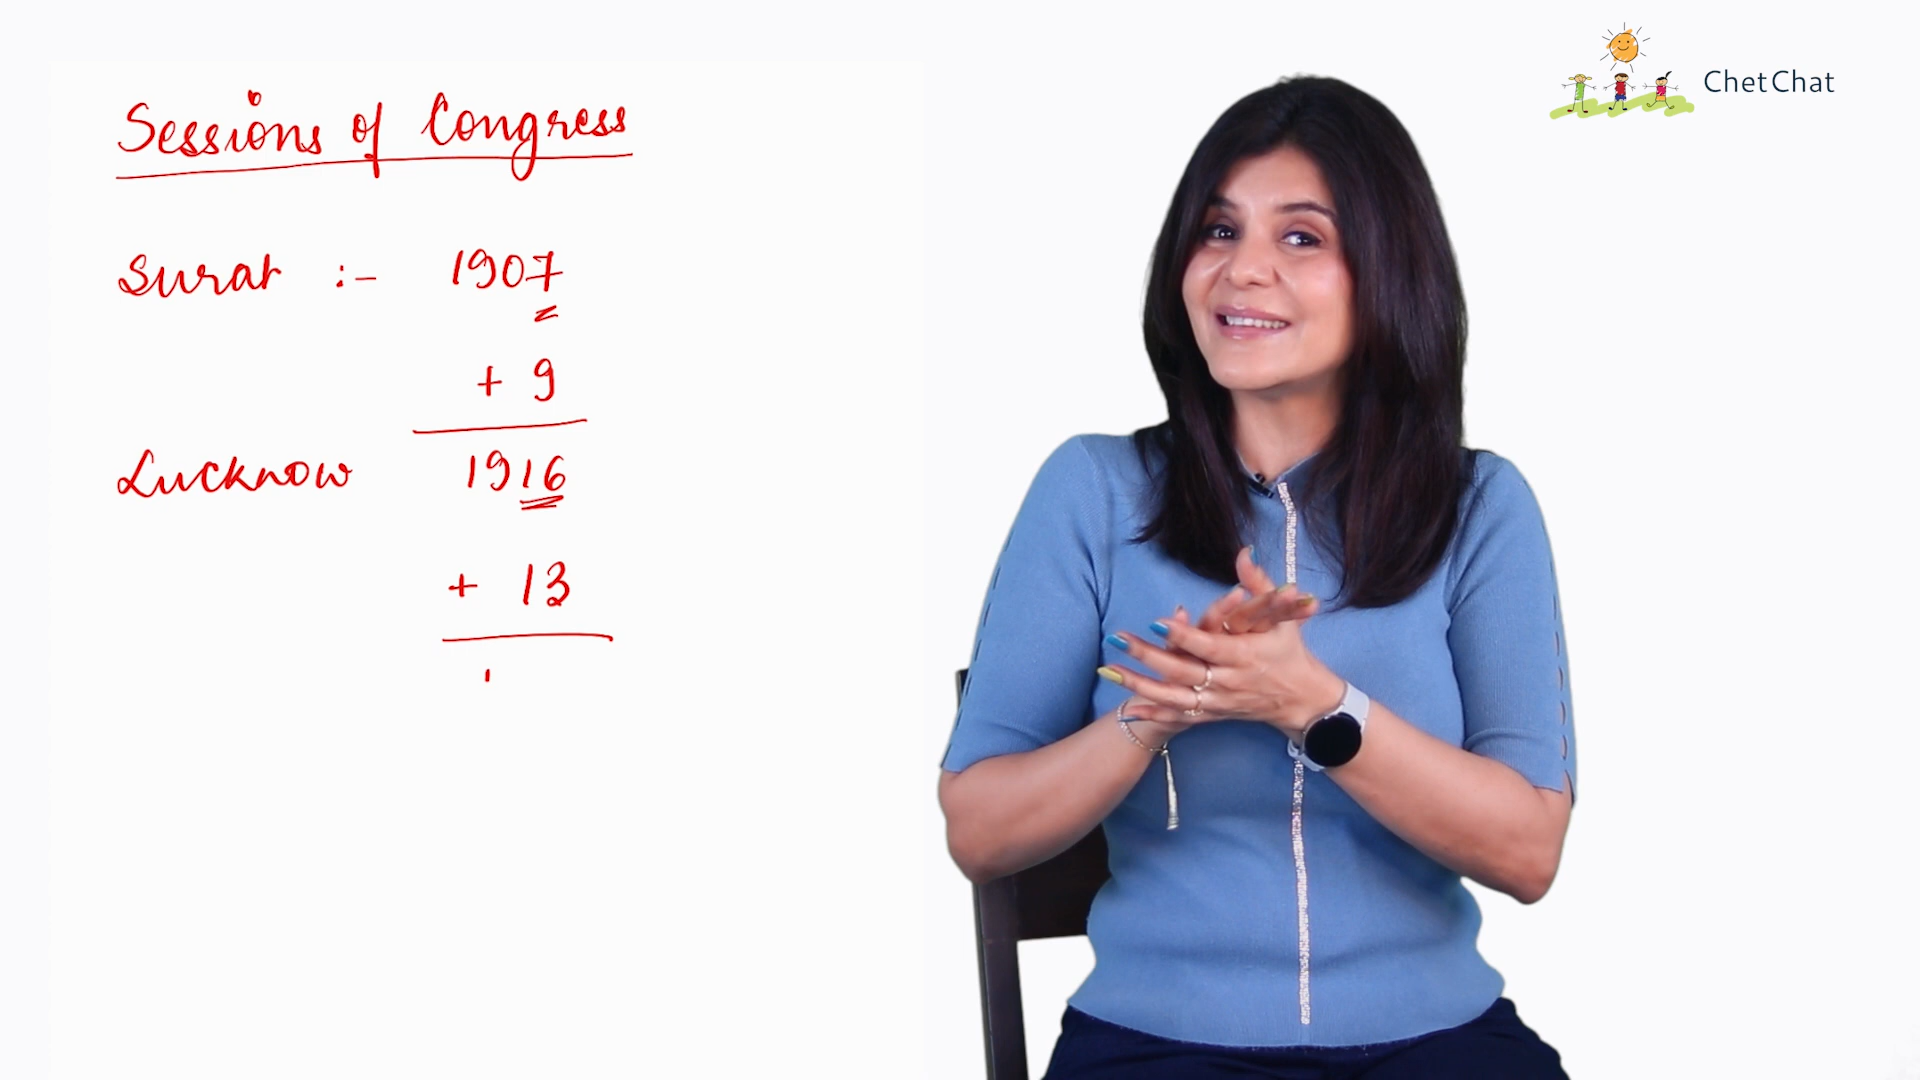 Sessions of Congress
ChetChat
Surat :- 1907
+ 9
Lucknow 1916
+ 13